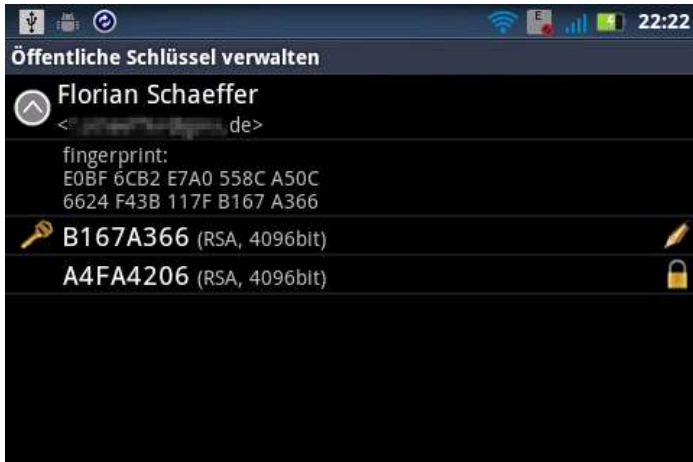 E 22:22
Öffentliche Schlüssel verwalten
Florian Schaeffer
< de>
fingerprint:
E0BF 6CB2 E7A0 558C A50C
6624 F43B 117F B167 A366
B167A366 (RSA, 4096bit)
A4FA4206 (RSA, 4096bit)